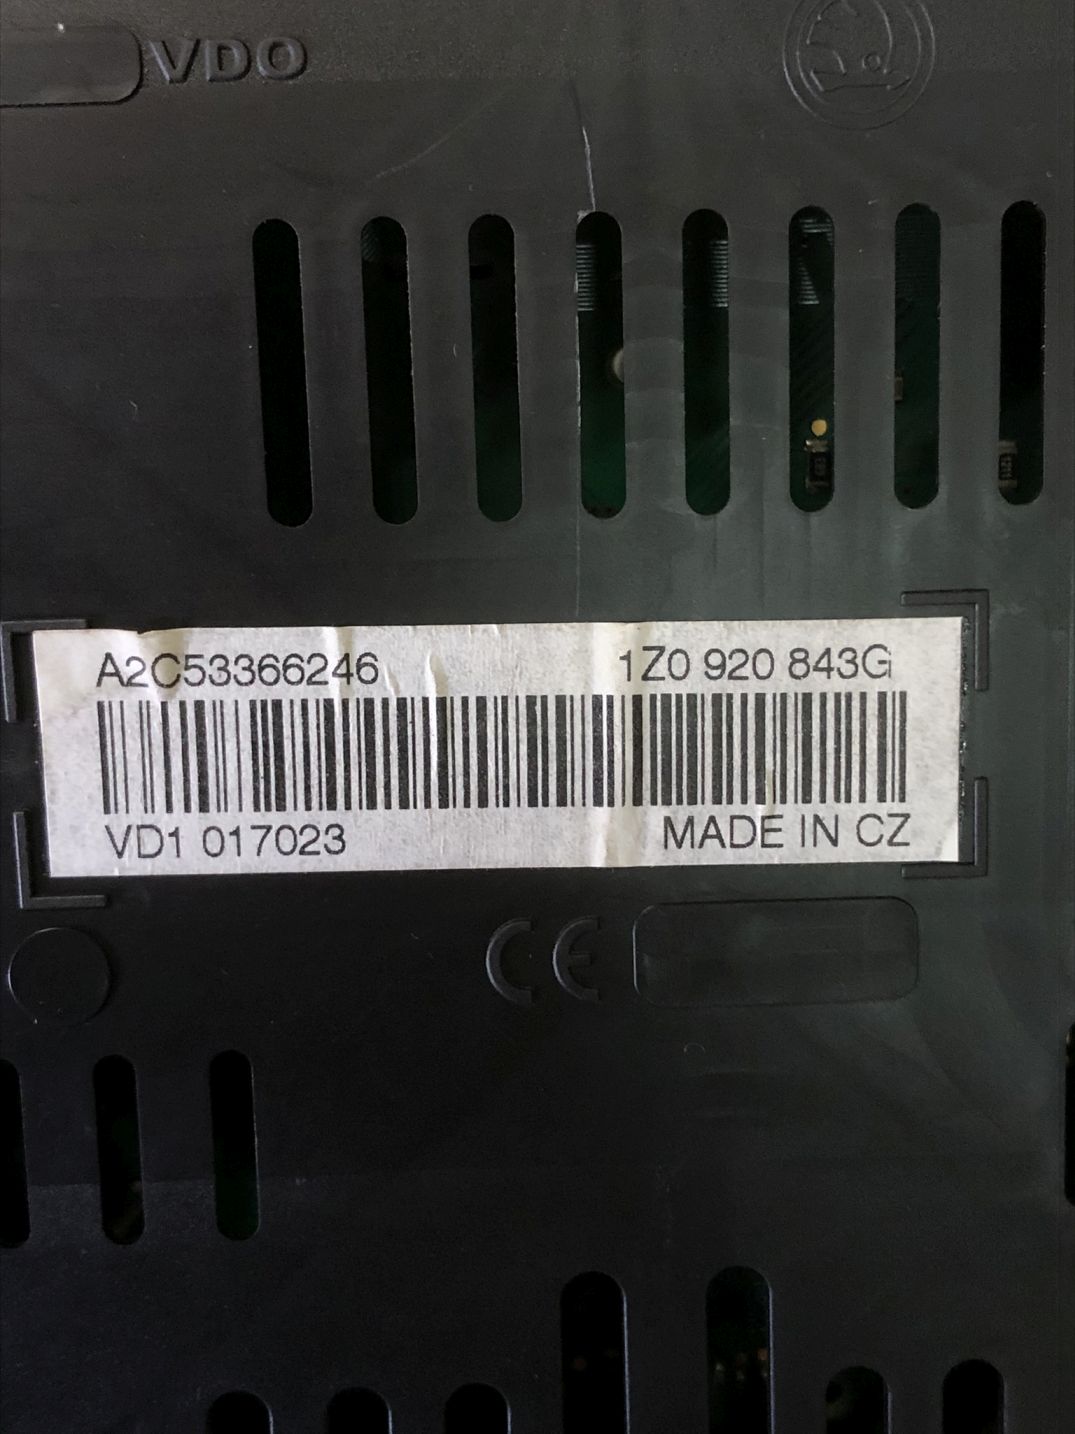 VDO
A2C53366246 1Z0 920 843G
VD1 017023 MADE IN CZ
CE